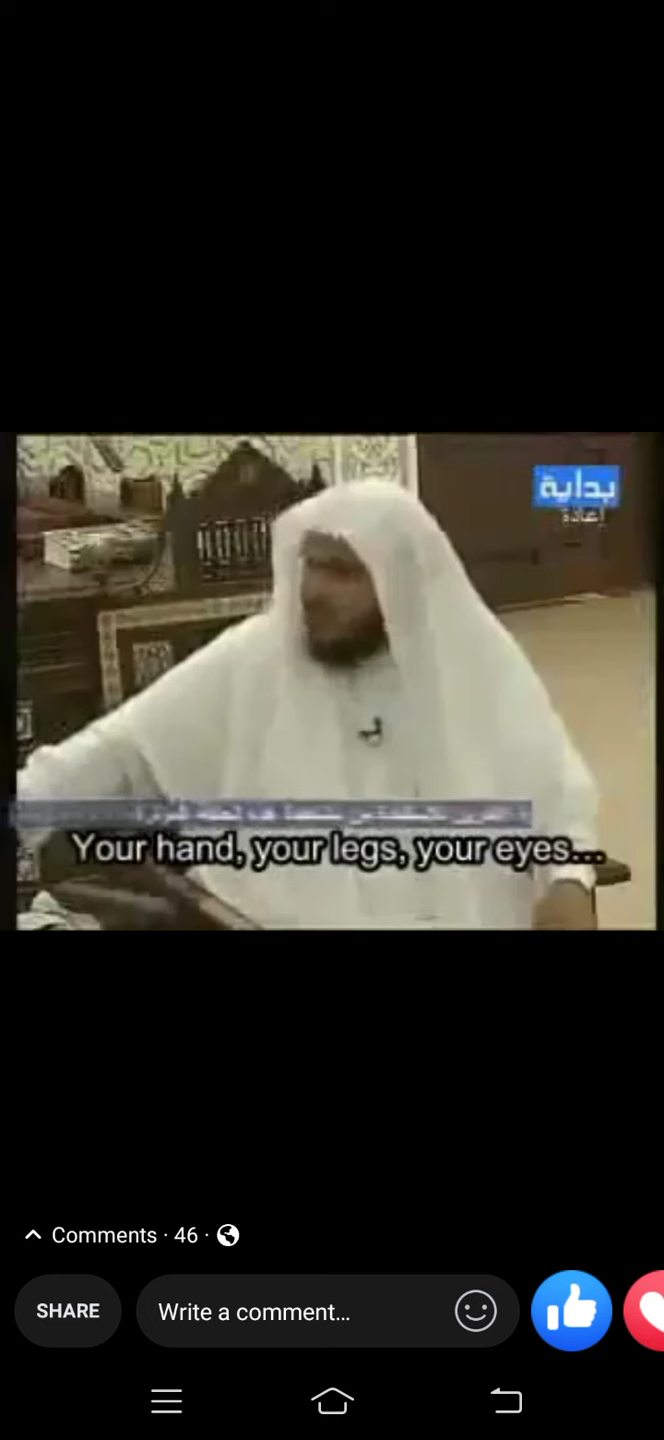 بداية
إعادة
Your hand, your legs, your eyes...
Comments · 46 ·
SHARE
Write a comment...